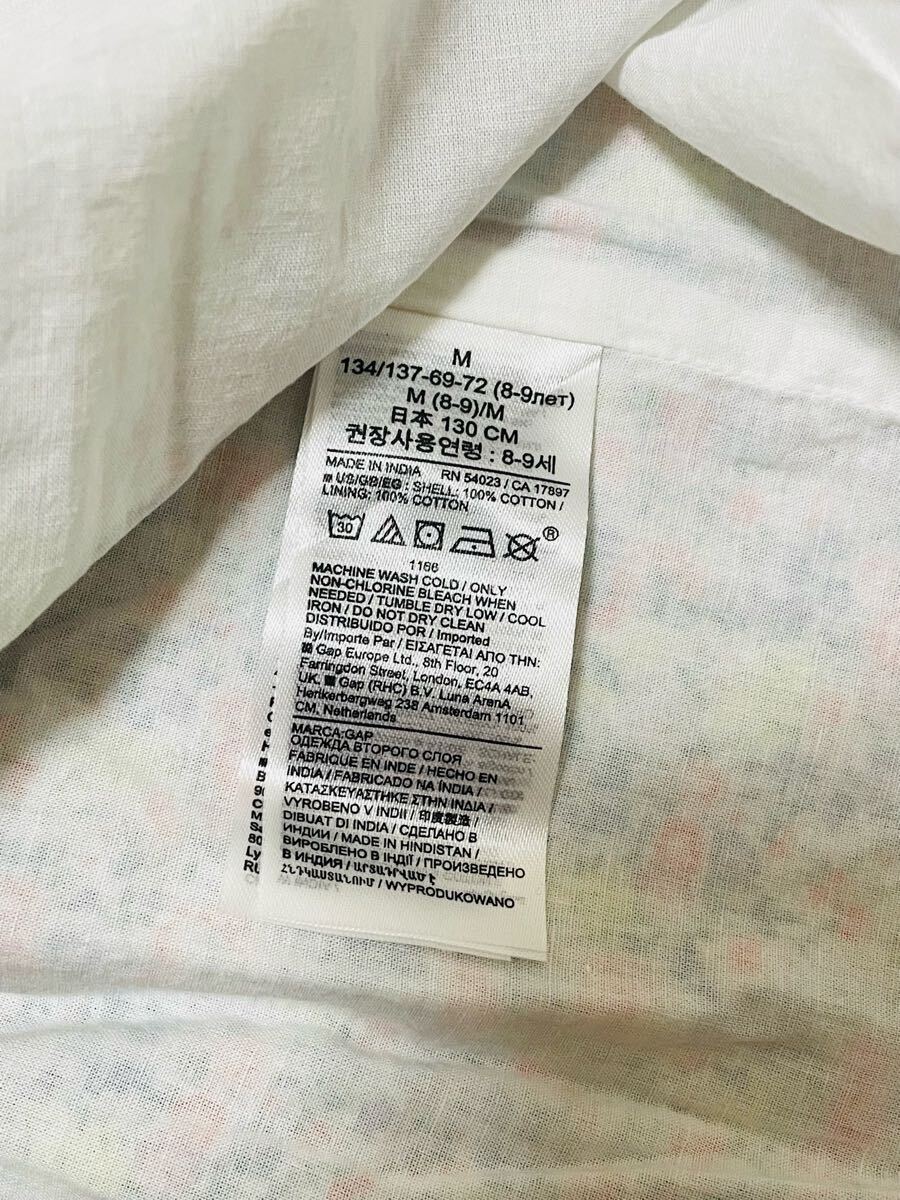 M
134/137-69-72 (8-9лет)
M (8-9)/M
日本 130 CM
권장사용연령 : 8-9세
MADE IN INDIA RN 54023 / CA 17897
US/GB/EG : SHELL: 100% COTTON /
LINING: 100% COTTON
30
®
1166
MACHINE WASH COLD / ONLY
NON-CHLORINE BLEACH WHEN
NEEDED / TUMBLE DRY LOW / COOL
IRON / DO NOT DRY CLEAN
DISTRIBUIDO POR / Imported
By/Importe Par / ΕΙΣΑΓΕΤΑΙ ΑΠΟ ΤΗΝ:
Gap Europe Ltd., 8th Floor, 20
Farringdon Street, London, EC4A 4AB,
UK. Gap (RHC) B.V. Luna ArenA
Herikerbergweg 238 Amsterdam 1101
CM, Netherlands
MARCA:GAP
ОДЕЖДА ВТОРОГО СЛОЯ
FABRIQUE EN INDE / HECHO EN
INDIA / FABRICADO NA ÍNDIA /
ΚΑΤΑΣΚΕΥΑΣΤΗΚΕ ΣΤΗΝ ΙΝΔΙΑ /
VYROBENO V INDII / 印度製造 /
DIBUAT DI INDIA / СДЕЛАНО В
ИНДИИ / MADE IN HINDISTAN /
ВИРОБЛЕНО В ІНДІЇ / ПРОИЗВЕДЕНО
В ИНДИЯ / ԱՐՏԱԴՐՎԱԾ Է
ՀՆԴԿԱՍՏԱՆՈՒՄ / WYPRODUKOWANO